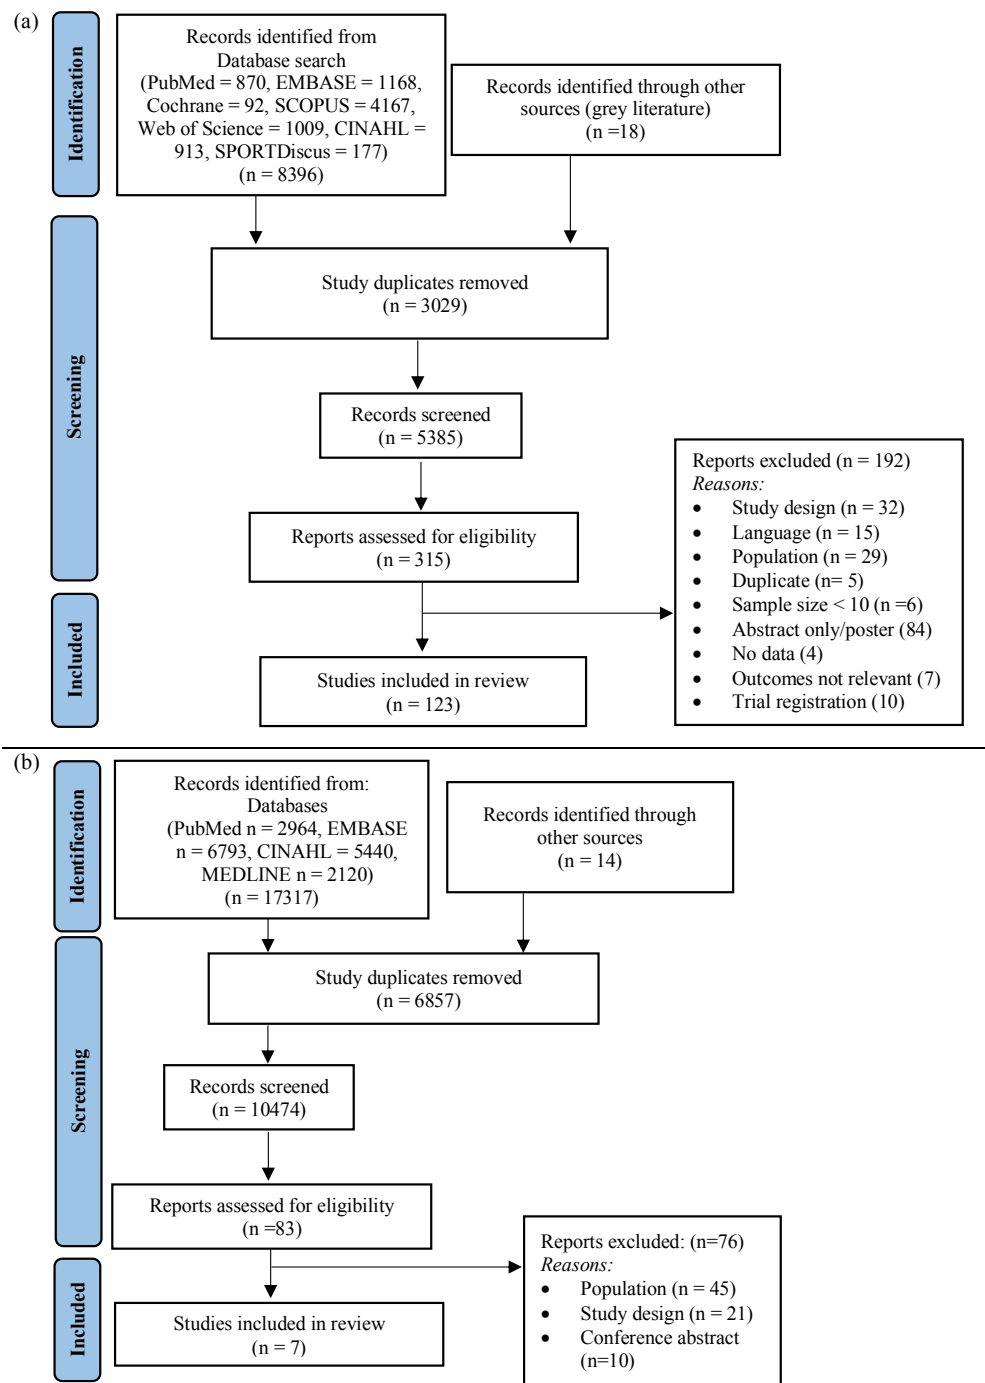 (a)
Identification
Records identified from
Database search
(PubMed = 870, EMBASE = 1168,
Cochrane = 92, SCOPUS = 4167,
Web of Science = 1009, CINAHL =
913, SPORTDiscus = 177)
(n = 8396)
Records identified through other
sources (grey literature)
(n =18)
Screening
Study duplicates removed
(n = 3029)
Records screened
(n = 5385)
Reports assessed for eligibility
(n = 315)
Reports excluded (n = 192)
Reasons:
• Study design (n = 32)
• Language (n = 15)
• Population (n = 29)
• Duplicate (n= 5)
• Sample size < 10 (n =6)
• Abstract only/poster (84)
• No data (4)
• Outcomes not relevant (7)
• Trial registration (10)
Included
Studies included in review
(n = 123)
(b)
Identification
Records identified from:
Databases
(PubMed n = 2964, EMBASE
n = 6793, CINAHL = 5440,
MEDLINE n = 2120)
(n = 17317)
Records identified through
other sources
(n = 14)
Screening
Study duplicates removed
(n = 6857)
Records screened
(n = 10474)
Reports assessed for eligibility
(n =83)
Reports excluded: (n=76)
Reasons:
• Population (n = 45)
• Study design (n = 21)
• Conference abstract
(n=10)
Included
Studies included in review
(n = 7)